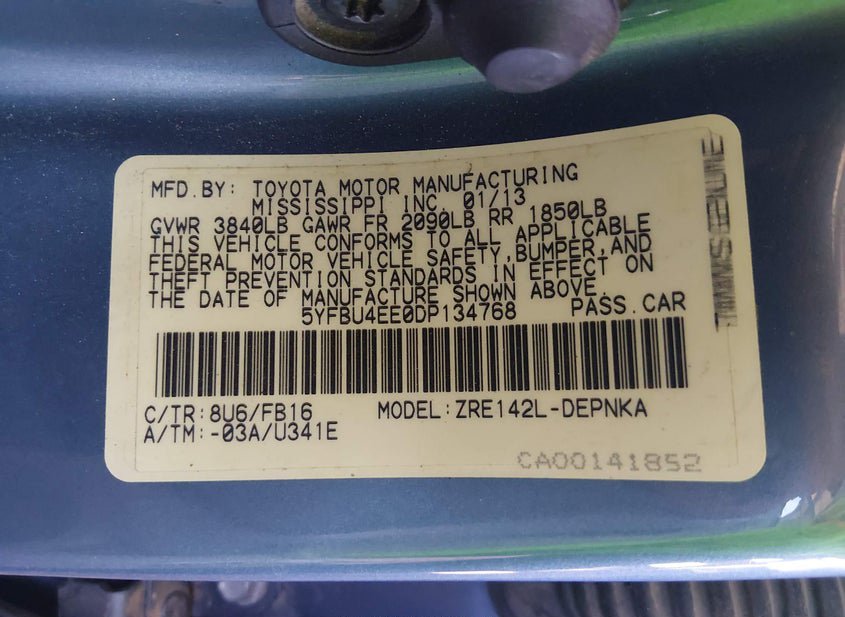 MFD.BY: TOYOTA MOTOR MANUFACTURING
MISSISSIPPI INC. 01/13
GVWR 3840LB GAWR FR 2090LB RR 1850LB
THIS VEHICLE CONFORMS TO ALL APPLICABLE
FEDERAL MOTOR VEHICLE SAFETY,BUMPER,AND
THEFT PREVENTION STANDARDS IN EFFECT ON
THE DATE OF MANUFACTURE SHOWN ABOVE.
5YFBU4EE0DP134768 PASS.CAR
C/TR:8U6/FB16 MODEL:ZRE142L-DEPNKA
A/TM:-03A/U341E
CA00141852